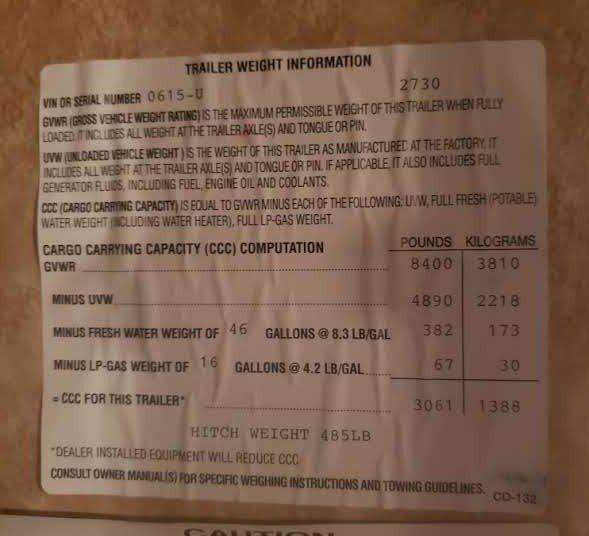 TRAILER WEIGHT INFORMATION
VIN OR SERIAL NUMBER 0615-U 2730
GVWR (GROSS VEHICLE WEIGHT RATING) IS THE MAXIMUM PERMISSIBLE WEIGHT OF THIS TRAILER WHEN FULLY
LOADED. IT INCLUDES ALL WEIGHT AT THE TRAILER AXLE(S) AND TONGUE OR PIN.
UVW (UNLOADED VEHICLE WEIGHT) IS THE WEIGHT OF THIS TRAILER AS MANUFACTURED AT THE FACTORY. IT
INCLUDES ALL WEIGHT AT THE TRAILER AXLE(S) AND TONGUE OR PIN. IF APPLICABLE, IT ALSO INCLUDES FULL
GENERATOR FLUIDS, INCLUDING FUEL, ENGINE OIL AND COOLANTS.
CCC (CARGO CARRYING CAPACITY) IS EQUAL TO GVWR MINUS EACH OF THE FOLLOWING: UVW, FULL FRESH (POTABLE)
WATER WEIGHT (INCLUDING WATER HEATER), FULL LP-GAS WEIGHT.
CARGO CARRYING CAPACITY (CCC) COMPUTATION POUNDS KILOGRAMS
GVWR 8400 3810
MINUS UVW 4890 2218
MINUS FRESH WATER WEIGHT OF 46 GALLONS @ 8.3 LB/GAL 382 173
MINUS LP-GAS WEIGHT OF 16 GALLONS @ 4.2 LB/GAL 67 30
= CCC FOR THIS TRAILER* 3061 1388
HITCH WEIGHT 485LB
*DEALER INSTALLED EQUIPMENT WILL REDUCE CCC
CONSULT OWNER MANUAL(S) FOR SPECIFIC WEIGHING INSTRUCTIONS AND TOWING GUIDELINES. CD-132
CAUTION